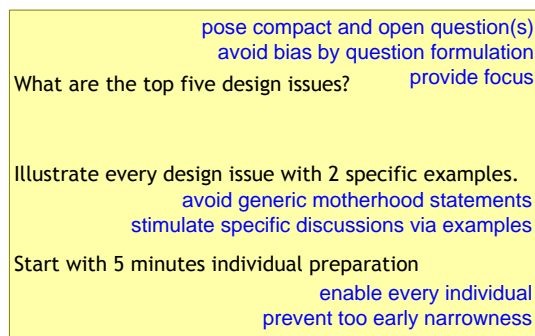 pose compact and open question(s)
avoid bias by question formulation
What are the top five design issues? provide focus
Illustrate every design issue with 2 specific examples.
avoid generic motherhood statements
stimulate specific discussions via examples
Start with 5 minutes individual preparation
enable every individual
prevent too early narrowness